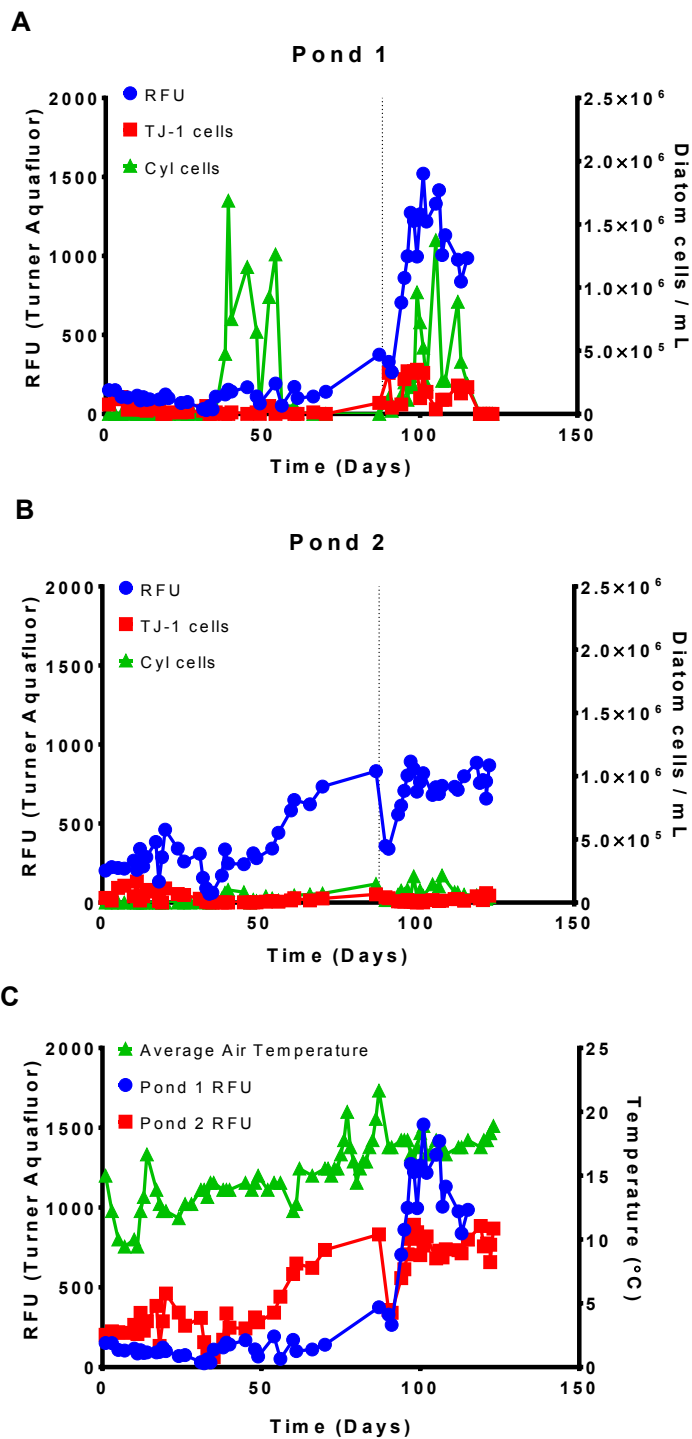 A
Pond 1
RFU
TJ-1 cells
Cyl cells
RFU (Turner Aquafluor)
2000
1500
1000
500
0
2.5×10⁶
2.0×10⁶
1.5×10⁶
1.0×10⁶
5.0×10⁵
0
Diatom cells / mL
0
50
100
150
Time (Days)
B
Pond 2
RFU
TJ-1 cells
Cyl cells
RFU (Turner Aquafluor)
2000
1500
1000
500
0
2.5×10⁶
2.0×10⁶
1.5×10⁶
1.0×10⁶
5.0×10⁵
0
Diatom cells / mL
0
50
100
150
Time (Days)
C
Average Air Temperature
Pond 1 RFU
Pond 2 RFU
RFU (Turner Aquafluor)
2000
1500
1000
500
0
25
20
15
10
5
0
Temperature (°C)
0
50
100
150
Time (Days)